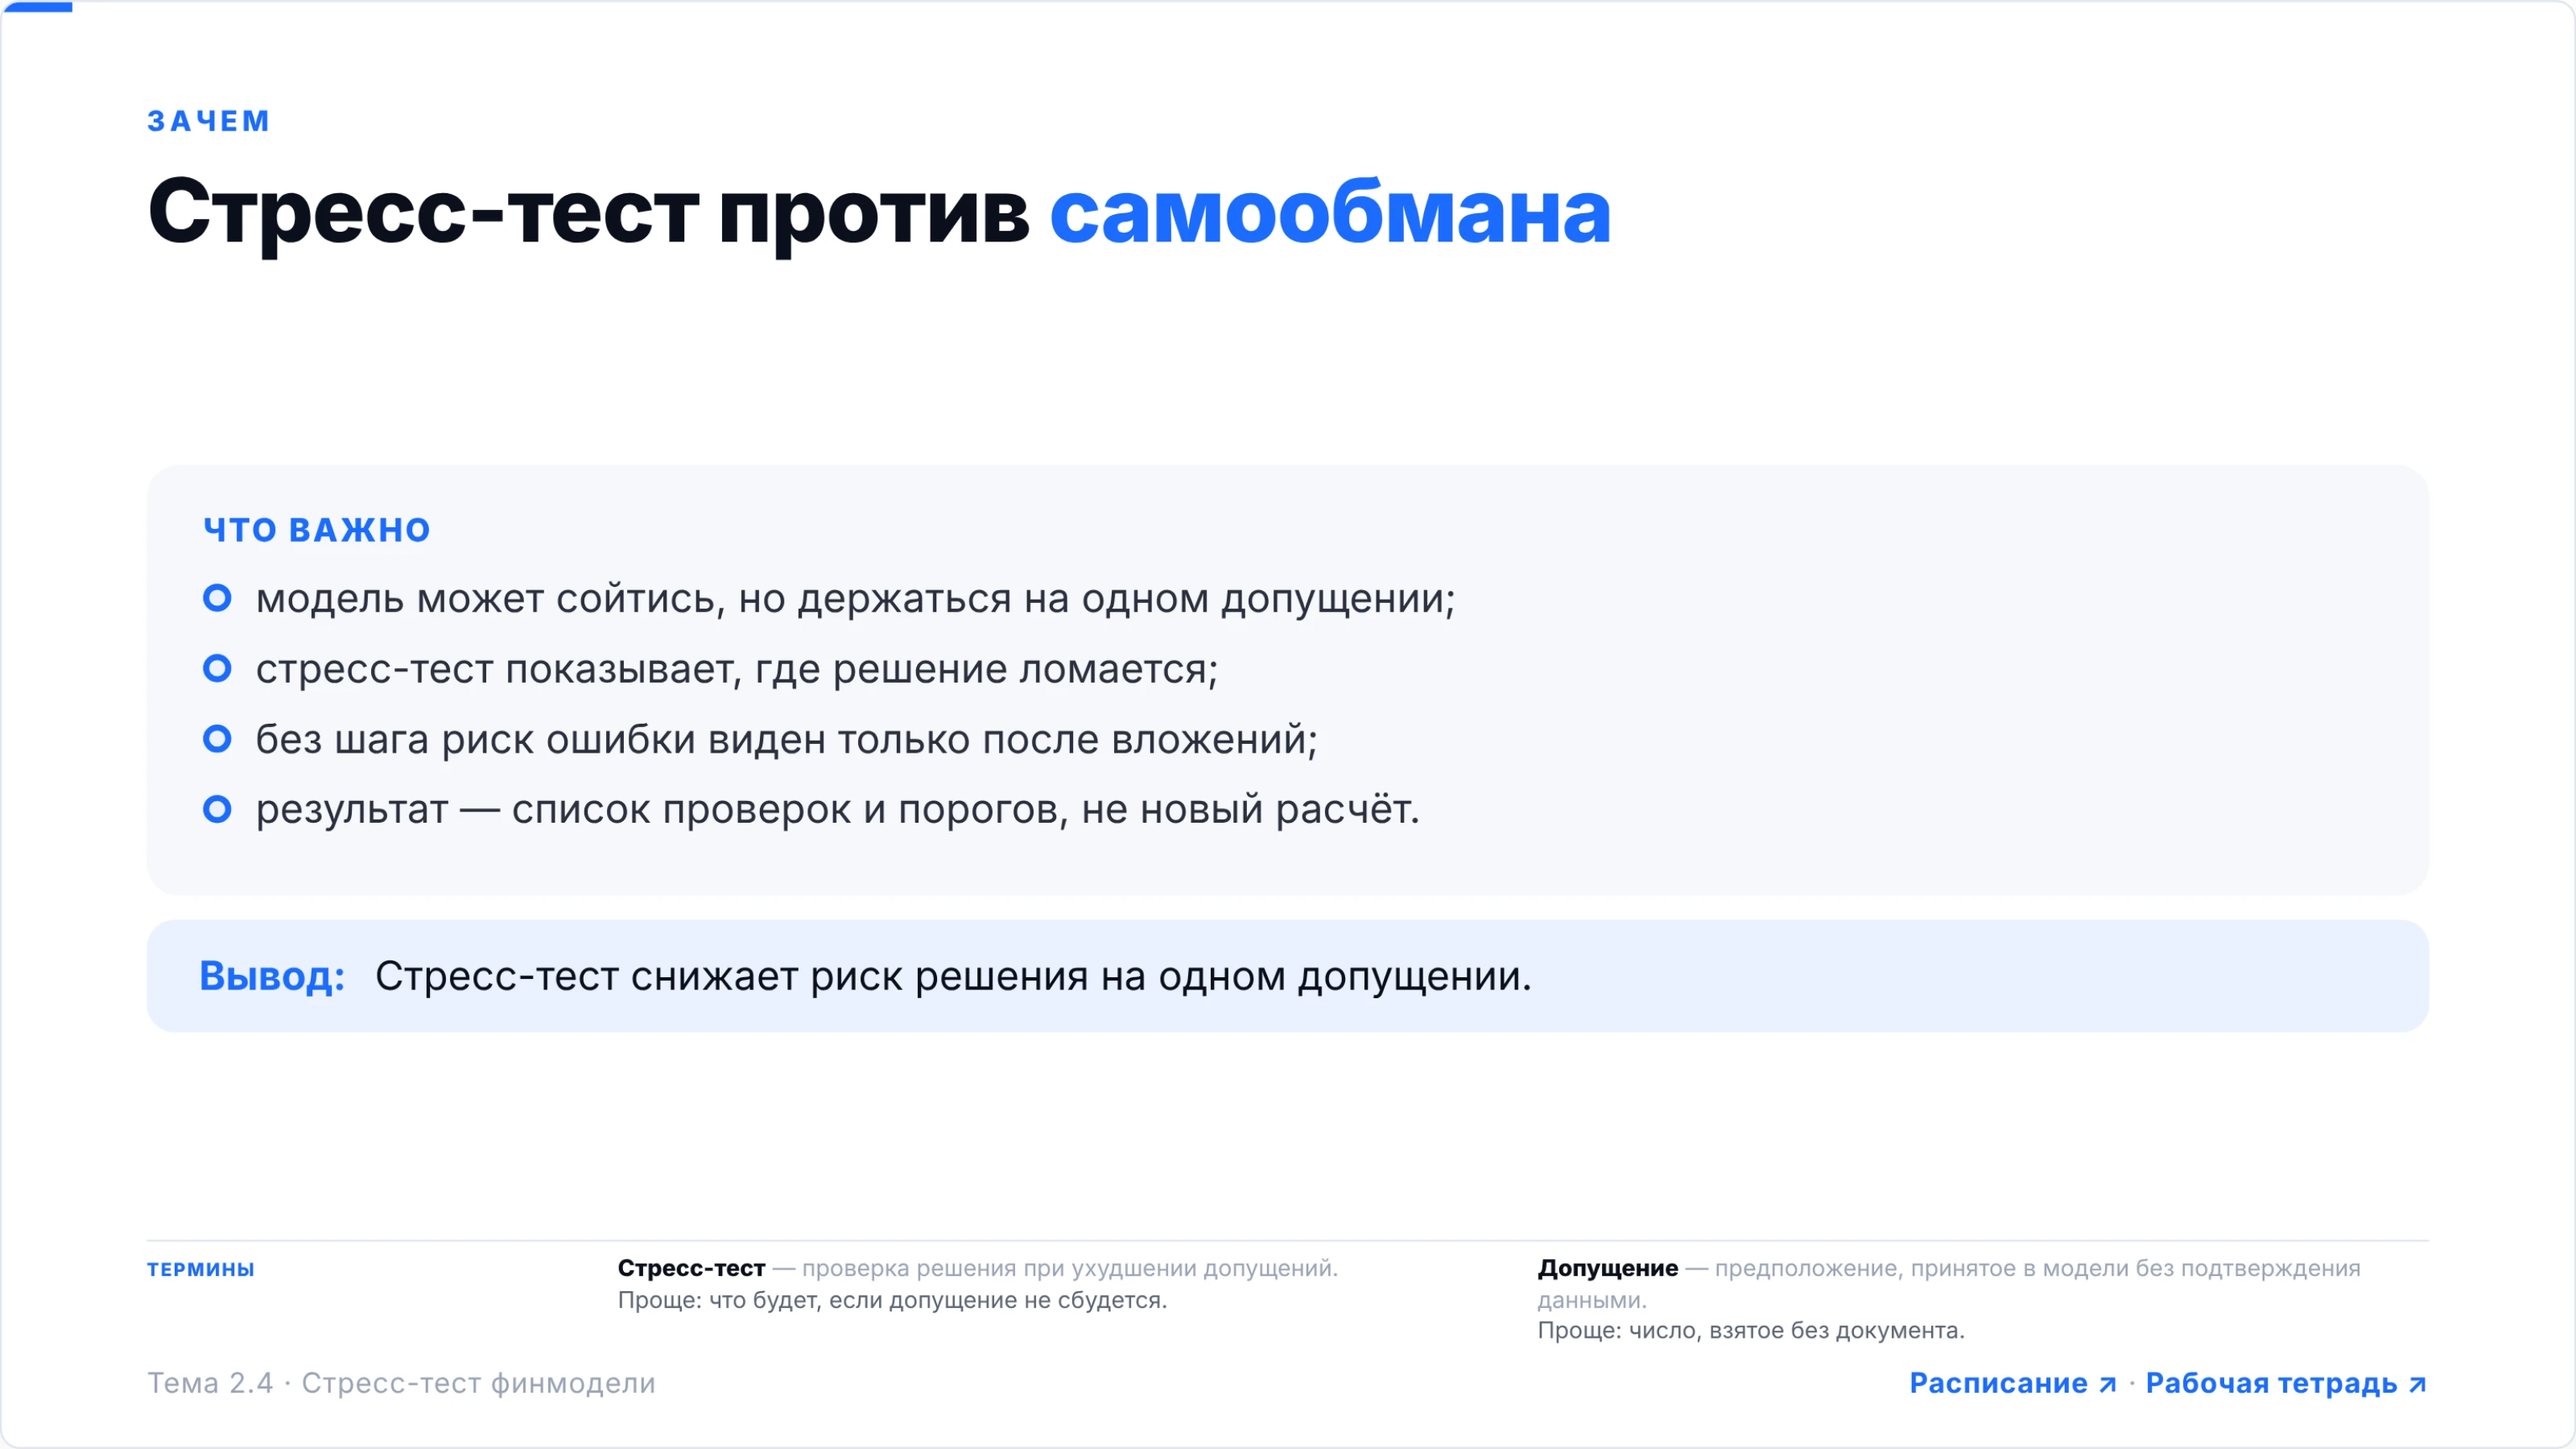 ЗАЧЕМ
Стресс-тест против самообмана
ЧТО ВАЖНО
модель может сойтись, но держаться на одном допущении;
стресс-тест показывает, где решение ломается;
без шага риск ошибки виден только после вложений;
результат — список проверок и порогов, не новый расчёт.
Вывод: Стресс-тест снижает риск решения на одном допущении.
ТЕРМИНЫ
Стресс-тест — проверка решения при ухудшении допущений.
Проще: что будет, если допущение не сбудется.
Допущение — предположение, принятое в модели без подтверждения
данными.
Проще: число, взятое без документа.
Тема 2.4 · Стресс-тест финмодели
Расписание ↗ · Рабочая тетрадь ↗